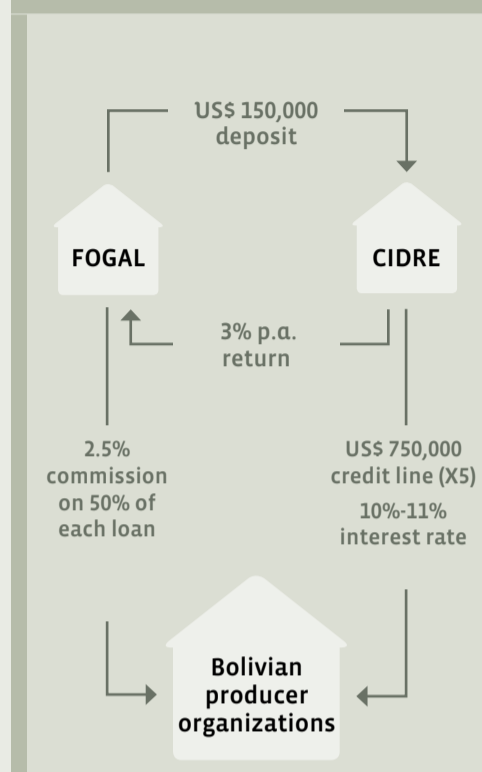 US$ 150,000
deposit
FOGAL
CIDRE
3% p.a.
return
2.5%
commission
on 50% of
each loan
US$ 750,000
credit line (X5)
10%-11%
interest rate
Bolivian
producer
organizations